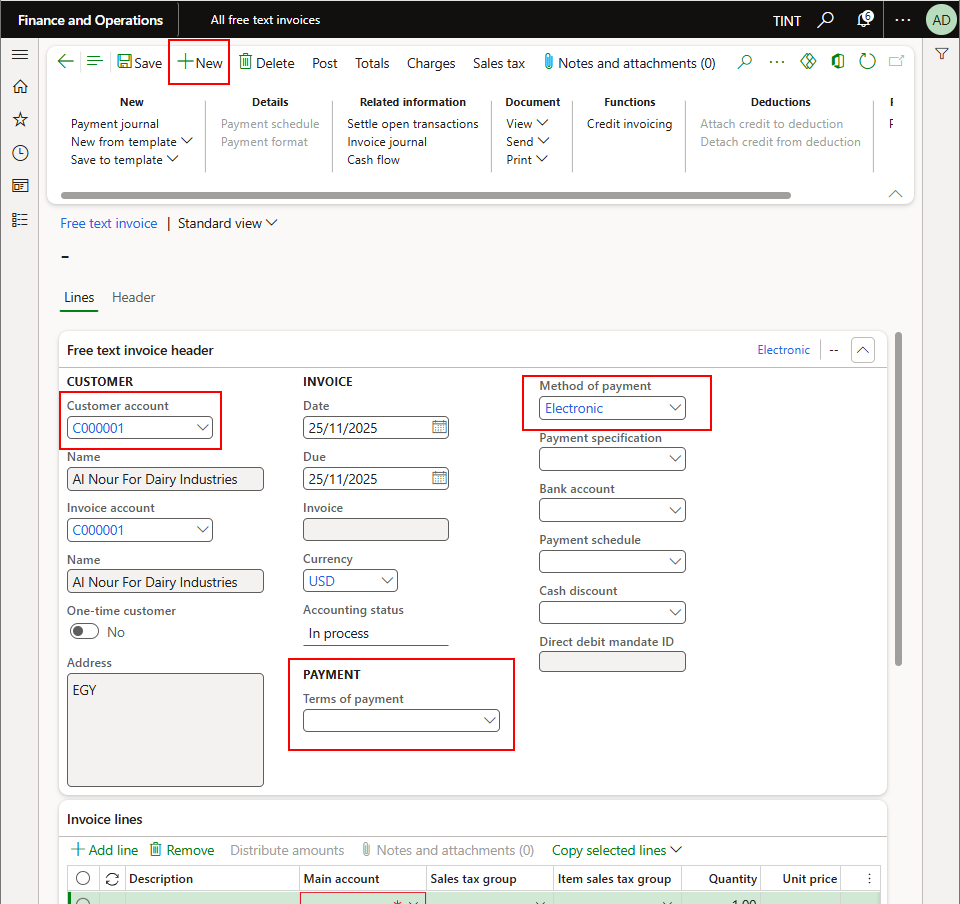 Finance and Operations
All free text invoices
TINT
6
AD
Save
New
Delete
Post
Totals
Charges
Sales tax
Notes and attachments (0)
New
Payment journal
New from template
Save to template
Details
Payment schedule
Payment format
Related information
Settle open transactions
Invoice journal
Cash flow
Document
View
Send
Print
Functions
Credit invoicing
Deductions
Attach credit to deduction
Detach credit from deduction
Free text invoice | Standard view
-
Lines
Header
Free text invoice header
Electronic
--
CUSTOMER
Customer account
C000001
Name
Al Nour For Dairy Industries
Invoice account
C000001
Name
Al Nour For Dairy Industries
One-time customer
No
Address
EGY
INVOICE
Date
25/11/2025
Due
25/11/2025
Invoice
Currency
USD
Accounting status
In process
PAYMENT
Terms of payment
Method of payment
Electronic
Payment specification
Bank account
Payment schedule
Cash discount
Direct debit mandate ID
Invoice lines
Add line
Remove
Distribute amounts
Notes and attachments (0)
Copy selected lines
Description
Main account
Sales tax group
Item sales tax group
Quantity
Unit price
1.00